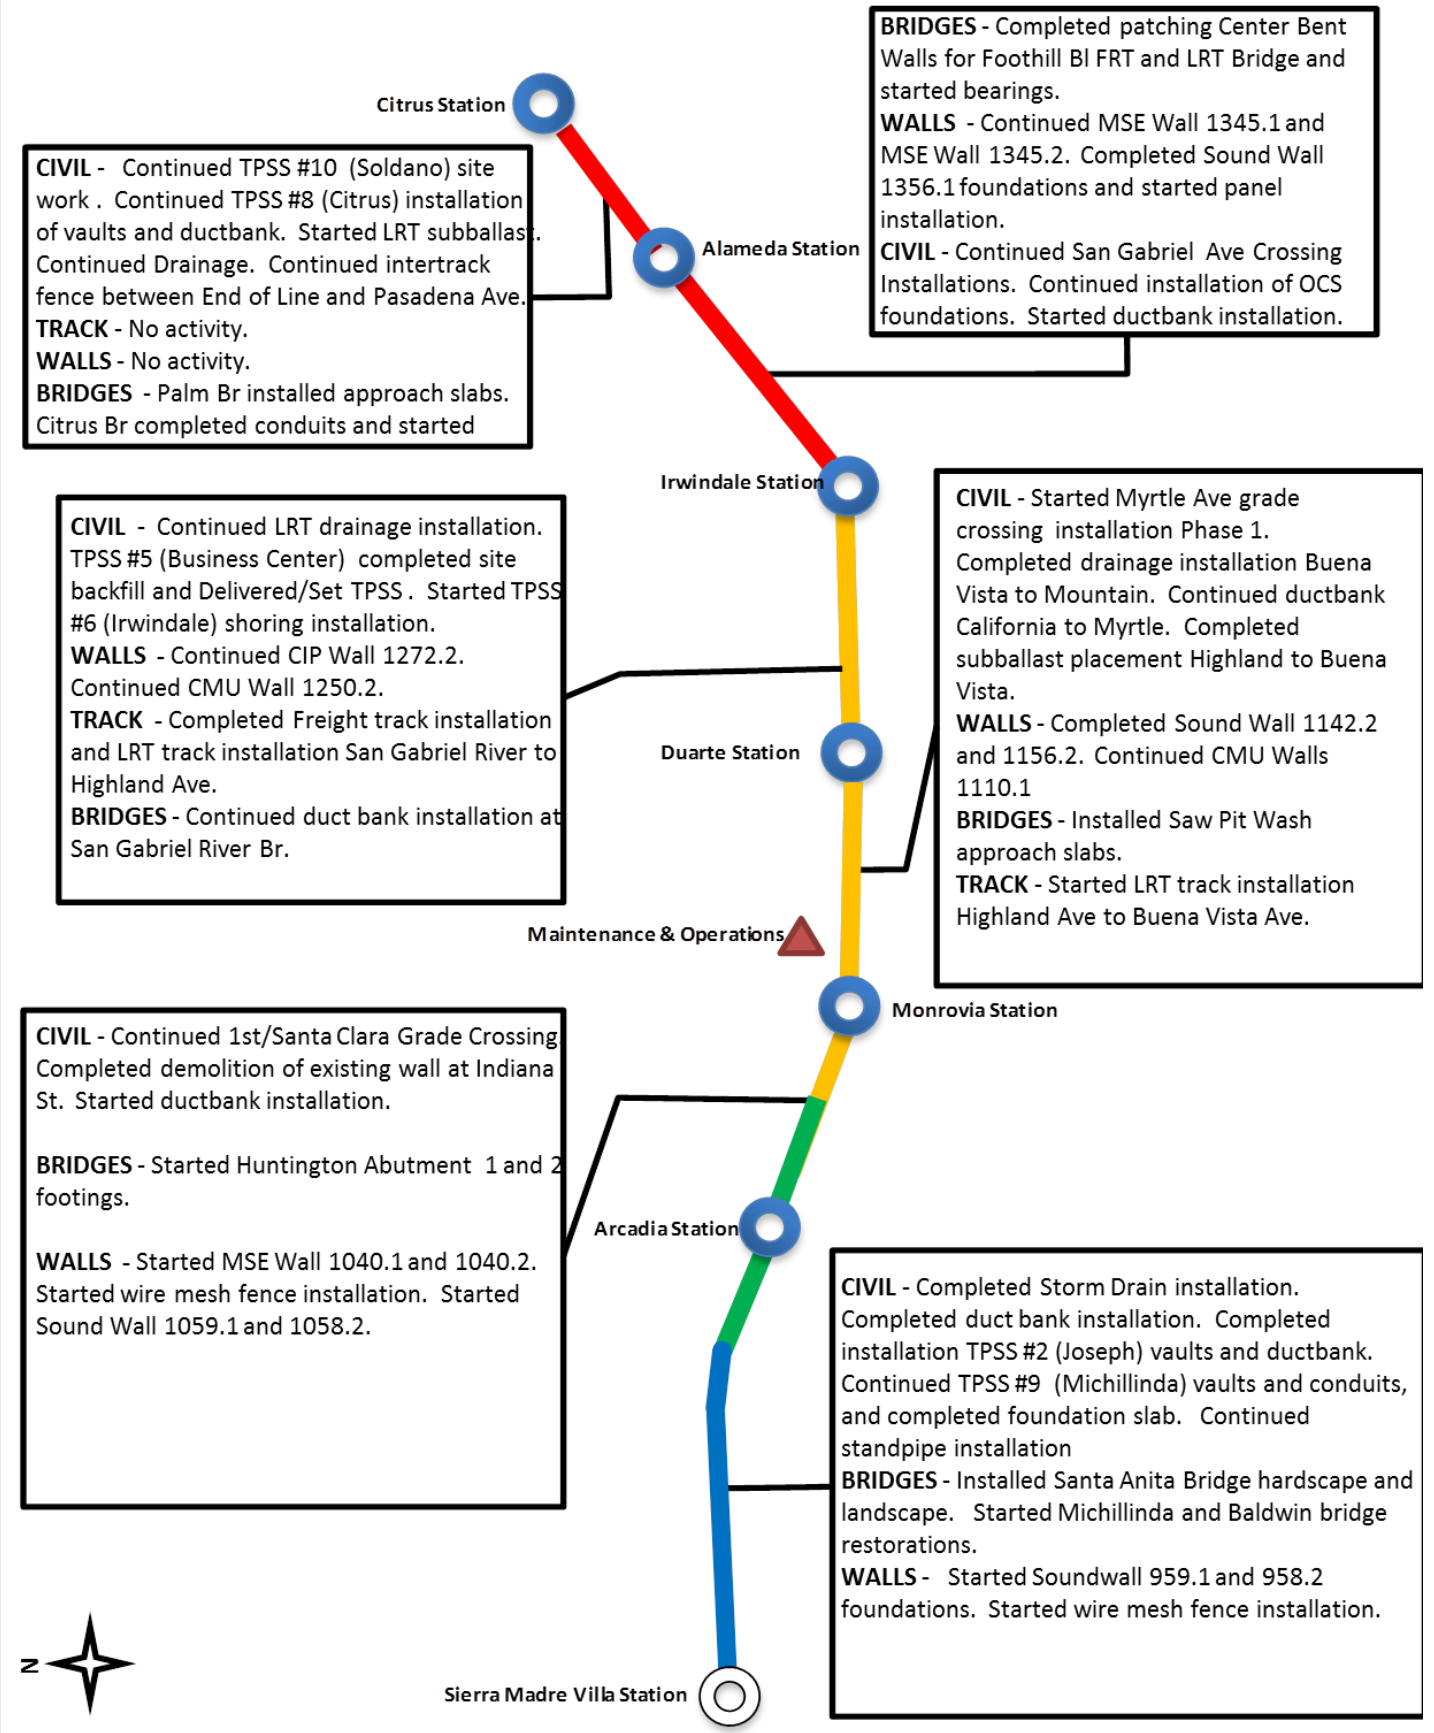 Citrus Station
CIVIL - Continued TPSS #10 (Soldano) site
work . Continued TPSS #8 (Citrus) installation
of vaults and ductbank. Started LRT subballast.
Continued Drainage. Continued intertrack
fence between End of Line and Pasadena Ave.
TRACK - No activity.
WALLS - No activity.
BRIDGES - Palm Br installed approach slabs.
Citrus Br completed conduits and started
BRIDGES - Completed patching Center Bent
Walls for Foothill Bl FRT and LRT Bridge and
started bearings.
WALLS - Continued MSE Wall 1345.1 and
MSE Wall 1345.2. Completed Sound Wall
1356.1 foundations and started panel
installation.
CIVIL - Continued San Gabriel Ave Crossing
Installations. Continued installation of OCS
foundations. Started ductbank installation.
Alameda Station
Irwindale Station
CIVIL - Continued LRT drainage installation.
TPSS #5 (Business Center) completed site
backfill and Delivered/Set TPSS . Started TPSS
#6 (Irwindale) shoring installation.
WALLS - Continued CIP Wall 1272.2.
Continued CMU Wall 1250.2.
TRACK - Completed Freight track installation
and LRT track installation San Gabriel River to
Highland Ave.
BRIDGES - Continued duct bank installation at
San Gabriel River Br.
CIVIL - Started Myrtle Ave grade
crossing installation Phase 1.
Completed drainage installation Buena
Vista to Mountain. Continued ductbank
California to Myrtle. Completed
subballast placement Highland to Buena
Vista.
WALLS - Completed Sound Wall 1142.2
and 1156.2. Continued CMU Walls
1110.1
BRIDGES - Installed Saw Pit Wash
approach slabs.
TRACK - Started LRT track installation
Highland Ave to Buena Vista Ave.
Duarte Station
Maintenance & Operations
Monrovia Station
CIVIL - Continued 1st/Santa Clara Grade Crossing
Completed demolition of existing wall at Indiana
St. Started ductbank installation.
BRIDGES - Started Huntington Abutment 1 and 2
footings.
WALLS - Started MSE Wall 1040.1 and 1040.2.
Started wire mesh fence installation. Started
Sound Wall 1059.1 and 1058.2.
Arcadia Station
CIVIL - Completed Storm Drain installation.
Completed duct bank installation. Completed
installation TPSS #2 (Joseph) vaults and ductbank.
Continued TPSS #9 (Michillinda) vaults and conduits,
and completed foundation slab. Continued
standpipe installation
BRIDGES - Installed Santa Anita Bridge hardscape and
landscape. Started Michillinda and Baldwin bridge
restorations.
WALLS - Started Soundwall 959.1 and 958.2
foundations. Started wire mesh fence installation.
N
Sierra Madre Villa Station